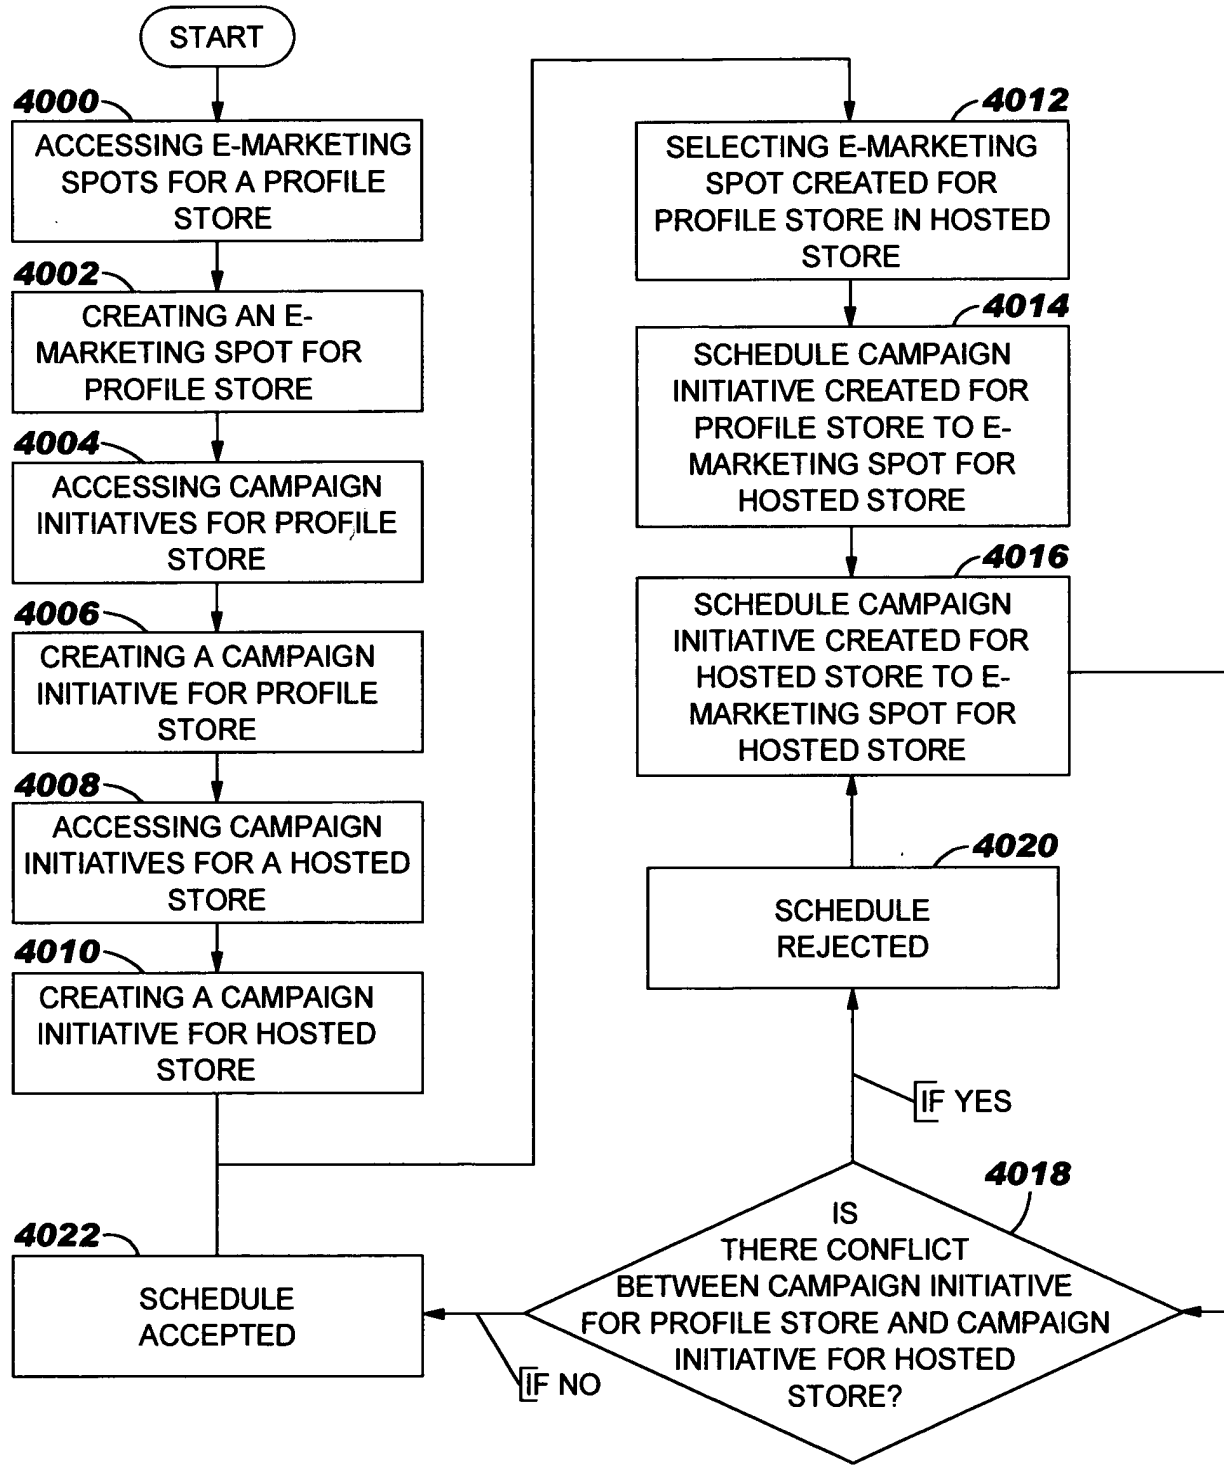 START
4000
ACCESSING E-MARKETING
SPOTS FOR A PROFILE
STORE
4002
CREATING AN E-
MARKETING SPOT FOR
PROFILE STORE
4004
ACCESSING CAMPAIGN
INITIATIVES FOR PROFILE
STORE
4006
CREATING A CAMPAIGN
INITIATIVE FOR PROFILE
STORE
4008
ACCESSING CAMPAIGN
INITIATIVES FOR A HOSTED
STORE
4010
CREATING A CAMPAIGN
INITIATIVE FOR HOSTED
STORE
4012
SELECTING E-MARKETING
SPOT CREATED FOR
PROFILE STORE IN HOSTED
STORE
4014
SCHEDULE CAMPAIGN
INITIATIVE CREATED FOR
PROFILE STORE TO E-
MARKETING SPOT FOR
HOSTED STORE
4016
SCHEDULE CAMPAIGN
INITIATIVE CREATED FOR
HOSTED STORE TO E-
MARKETING SPOT FOR
HOSTED STORE
4018
IS
THERE CONFLICT
BETWEEN CAMPAIGN INITIATIVE
FOR PROFILE STORE AND CAMPAIGN
INITIATIVE FOR HOSTED
STORE?
IF YES
4020
SCHEDULE
REJECTED
IF NO
4022
SCHEDULE
ACCEPTED